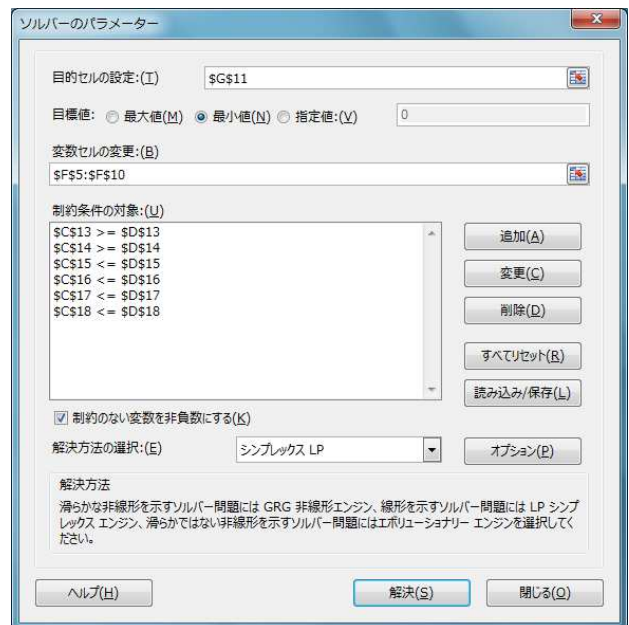 ソルバーのパラメーター
目的セルの設定:(T)
$G$11
目標値:
最大値(M)
最小値(N)
指定値:(V)
0
変数セルの変更:(B)
$F$5:$F$10
制約条件の対象:(U)
$C$13 >= $D$13
$C$14 >= $D$14
$C$15 <= $D$15
$C$16 <= $D$16
$C$17 <= $D$17
$C$18 <= $D$18
追加(A)
変更(C)
削除(D)
すべてリセット(R)
読み込み/保存(L)
制約のない変数を非負数にする(K)
解決方法の選択:(E)
シンプレックス LP
オプション(P)
解決方法
滑らかな非線形を示すソルバー問題には GRG 非線形エンジン、線形を示すソルバー問題には LP シンプ
レックス エンジン、滑らかではない非線形を示すソルバー問題にはエボリューショナリー エンジンを選択してく
ださい。
ヘルプ(H)
解決(S)
閉じる(O)